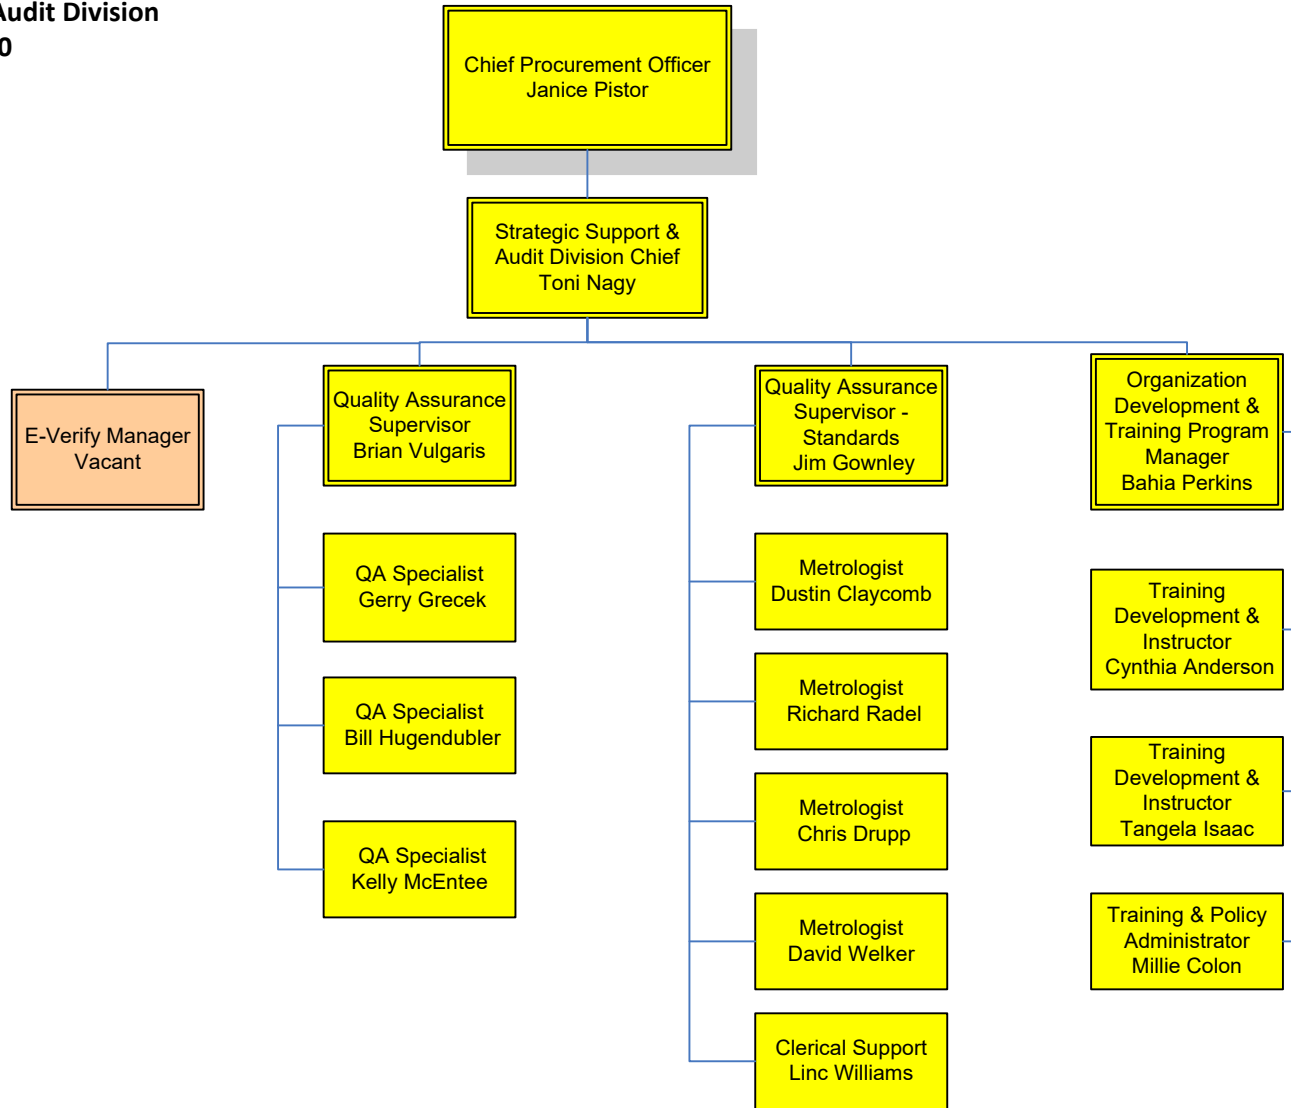 Audit Division
0
Chief Procurement Officer
Janice Pistor
Strategic Support &
Audit Division Chief
Toni Nagy
E-Verify Manager
Vacant
Quality Assurance
Supervisor
Brian Vulgaris
QA Specialist
Gerry Grecek
QA Specialist
Bill Hugendubler
QA Specialist
Kelly McEntee
Quality Assurance
Supervisor -
Standards
Jim Gownley
Metrologist
Dustin Claycomb
Metrologist
Richard Radel
Metrologist
Chris Drupp
Metrologist
David Welker
Clerical Support
Linc Williams
Organization
Development &
Training Program
Manager
Bahia Perkins
Training
Development &
Instructor
Cynthia Anderson
Training
Development &
Instructor
Tangela Isaac
Training & Policy
Administrator
Millie Colon